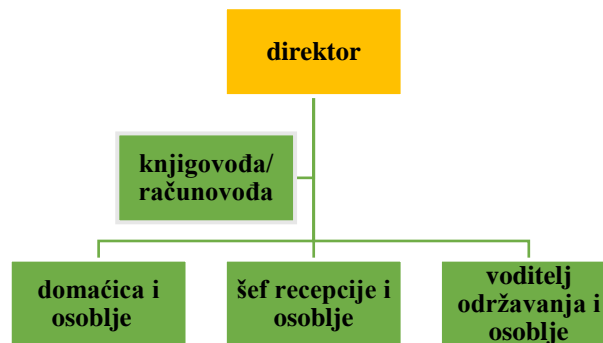 direktor
knjigovođa/
računovođa
domaćica i
osoblje
šef recepcije i
osoblje
voditelj
održavanja i
osoblje